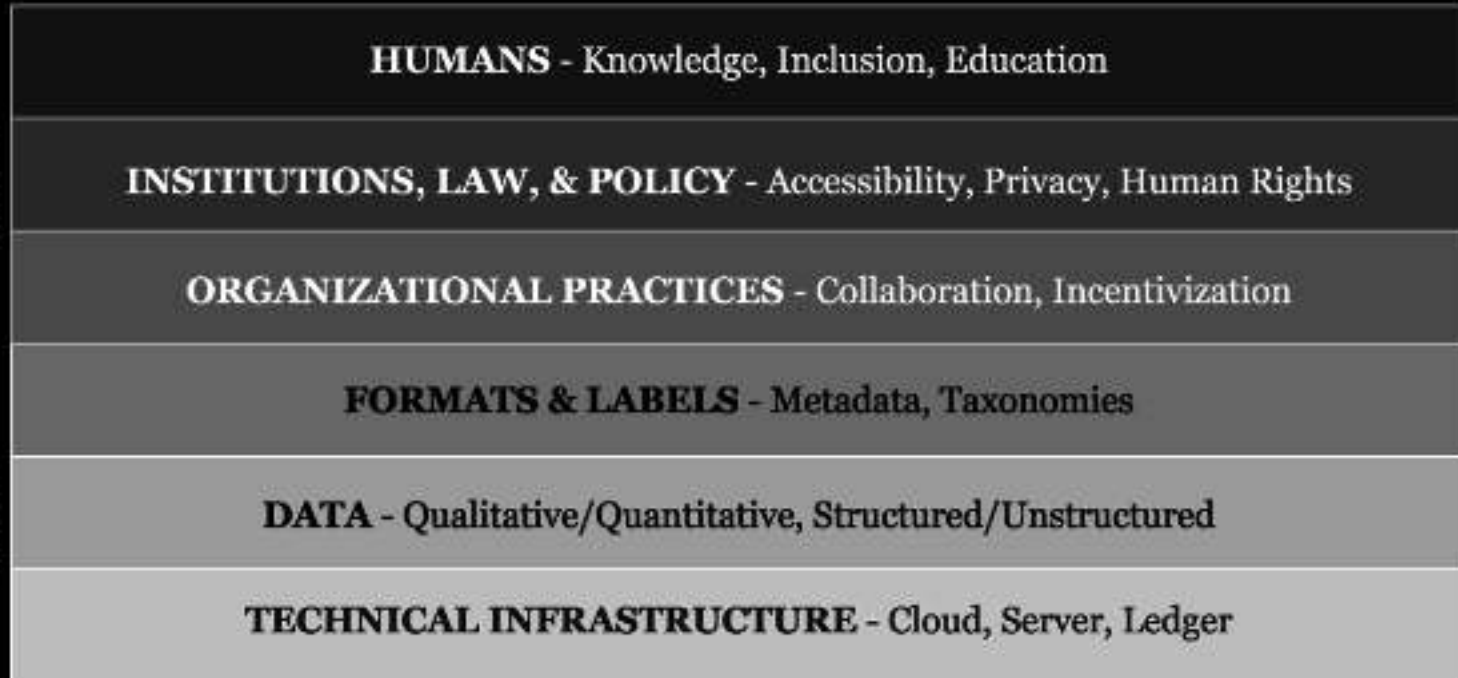 HUMANS - Knowledge, Inclusion, Education
INSTITUTIONS, LAW, & POLICY - Accessibility, Privacy, Human Rights
ORGANIZATIONAL PRACTICES - Collaboration, Incentivization
FORMATS & LABELS - Metadata, Taxonomies
DATA - Qualitative/Quantitative, Structured/Unstructured
TECHNICAL INFRASTRUCTURE - Cloud, Server, Ledger